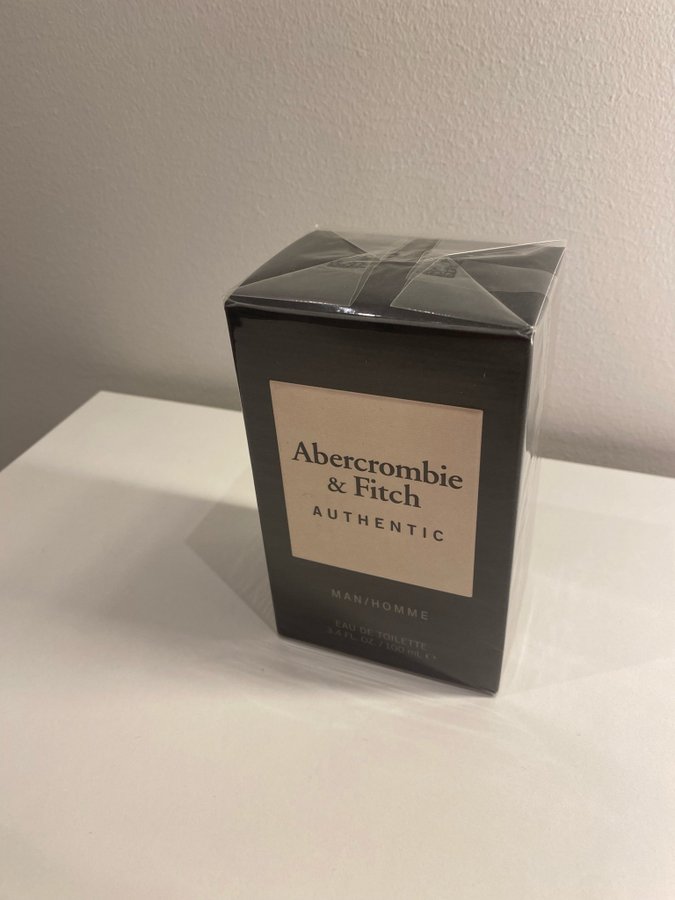 Abercrombie
& Fitch
AUTHENTIC
MAN/HOMME
EAU DE TOILETTE
3.4 FL. OZ. / 100 mL ℮